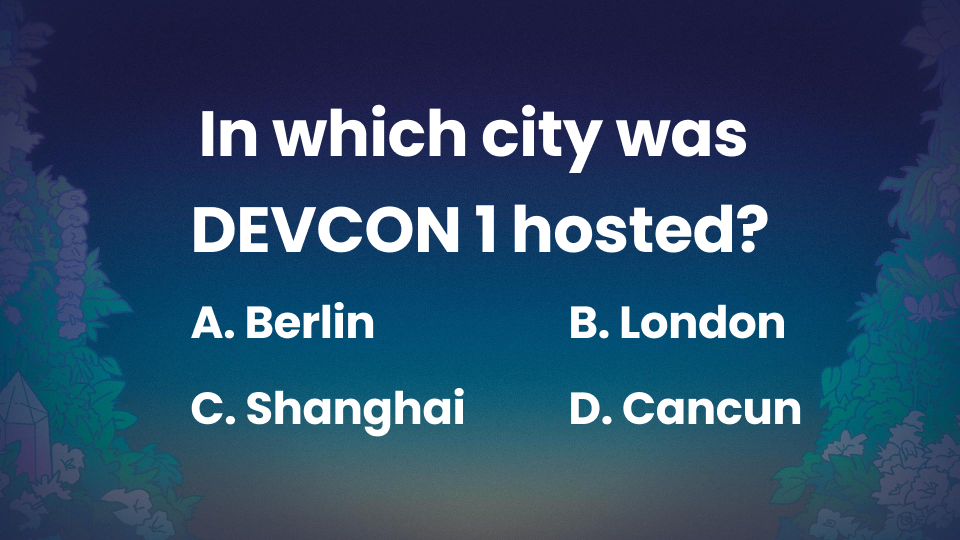 In which city was
DEVCON 1 hosted?
A. Berlin
B. London
C. Shanghai
D. Cancun